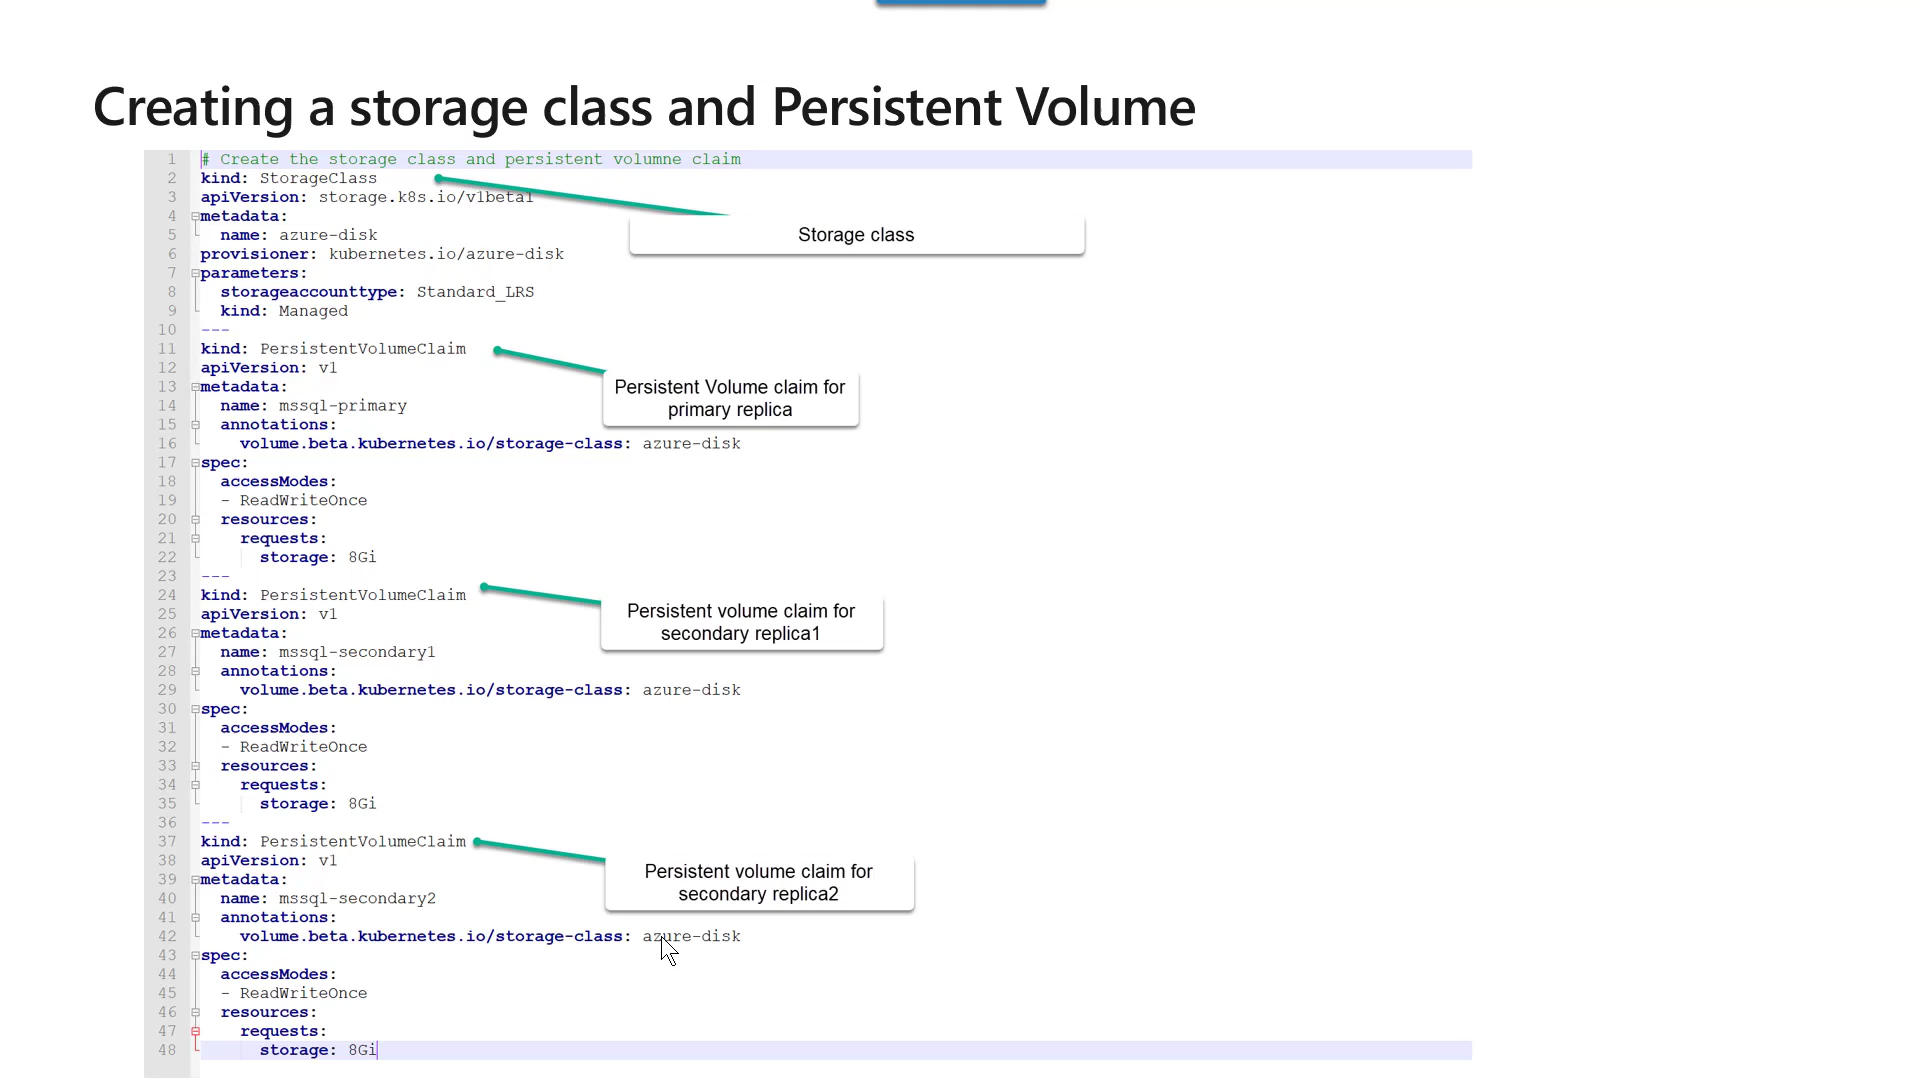 Creating a storage class and Persistent Volume
1 # Create the storage class and persistent volumne claim
2 kind: StorageClass
3 apiVersion: storage.k8s.io/v1beta1
4 metadata:
5   name: azure-disk
6 provisioner: kubernetes.io/azure-disk
7 parameters:
8   storageaccounttype: Standard_LRS
9   kind: Managed
10 ---
Storage class
11 kind: PersistentVolumeClaim
12 apiVersion: v1
13 metadata:
14   name: mssql-primary
15   annotations:
16     volume.beta.kubernetes.io/storage-class: azure-disk
17 spec:
18   accessModes:
19   - ReadWriteOnce
20   resources:
21     requests:
22       storage: 8Gi
23 ---
Persistent Volume claim for
primary replica
24 kind: PersistentVolumeClaim
25 apiVersion: v1
26 metadata:
27   name: mssql-secondary1
28   annotations:
29     volume.beta.kubernetes.io/storage-class: azure-disk
30 spec:
31   accessModes:
32   - ReadWriteOnce
33   resources:
34     requests:
35       storage: 8Gi
36 ---
Persistent volume claim for
secondary replica1
37 kind: PersistentVolumeClaim
38 apiVersion: v1
39 metadata:
40   name: mssql-secondary2
41   annotations:
42     volume.beta.kubernetes.io/storage-class: azure-disk
43 spec:
44   accessModes:
45   - ReadWriteOnce
46   resources:
47     requests:
48       storage: 8Gi
Persistent volume claim for
secondary replica2